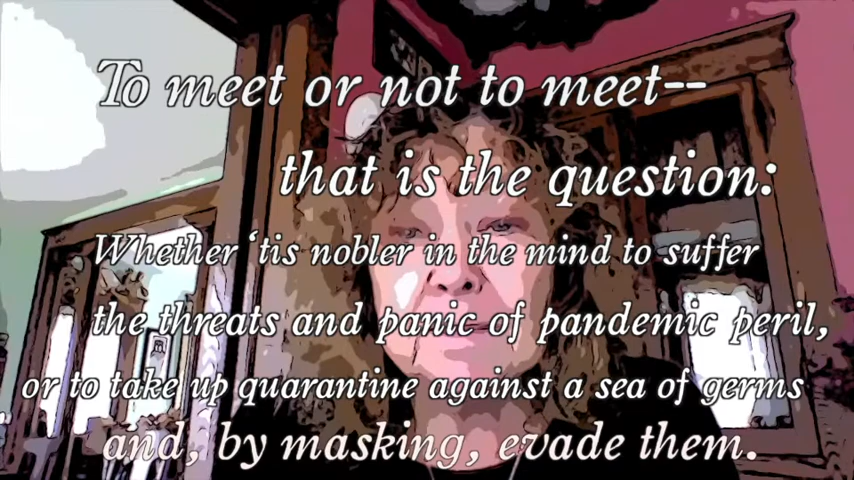 To meet or not to meet--
that is the question:
Whether ‘tis nobler in the mind to suffer
the threats and panic of pandemic peril,
or to take up quarantine against a sea of germs
and, by masking, evade them.